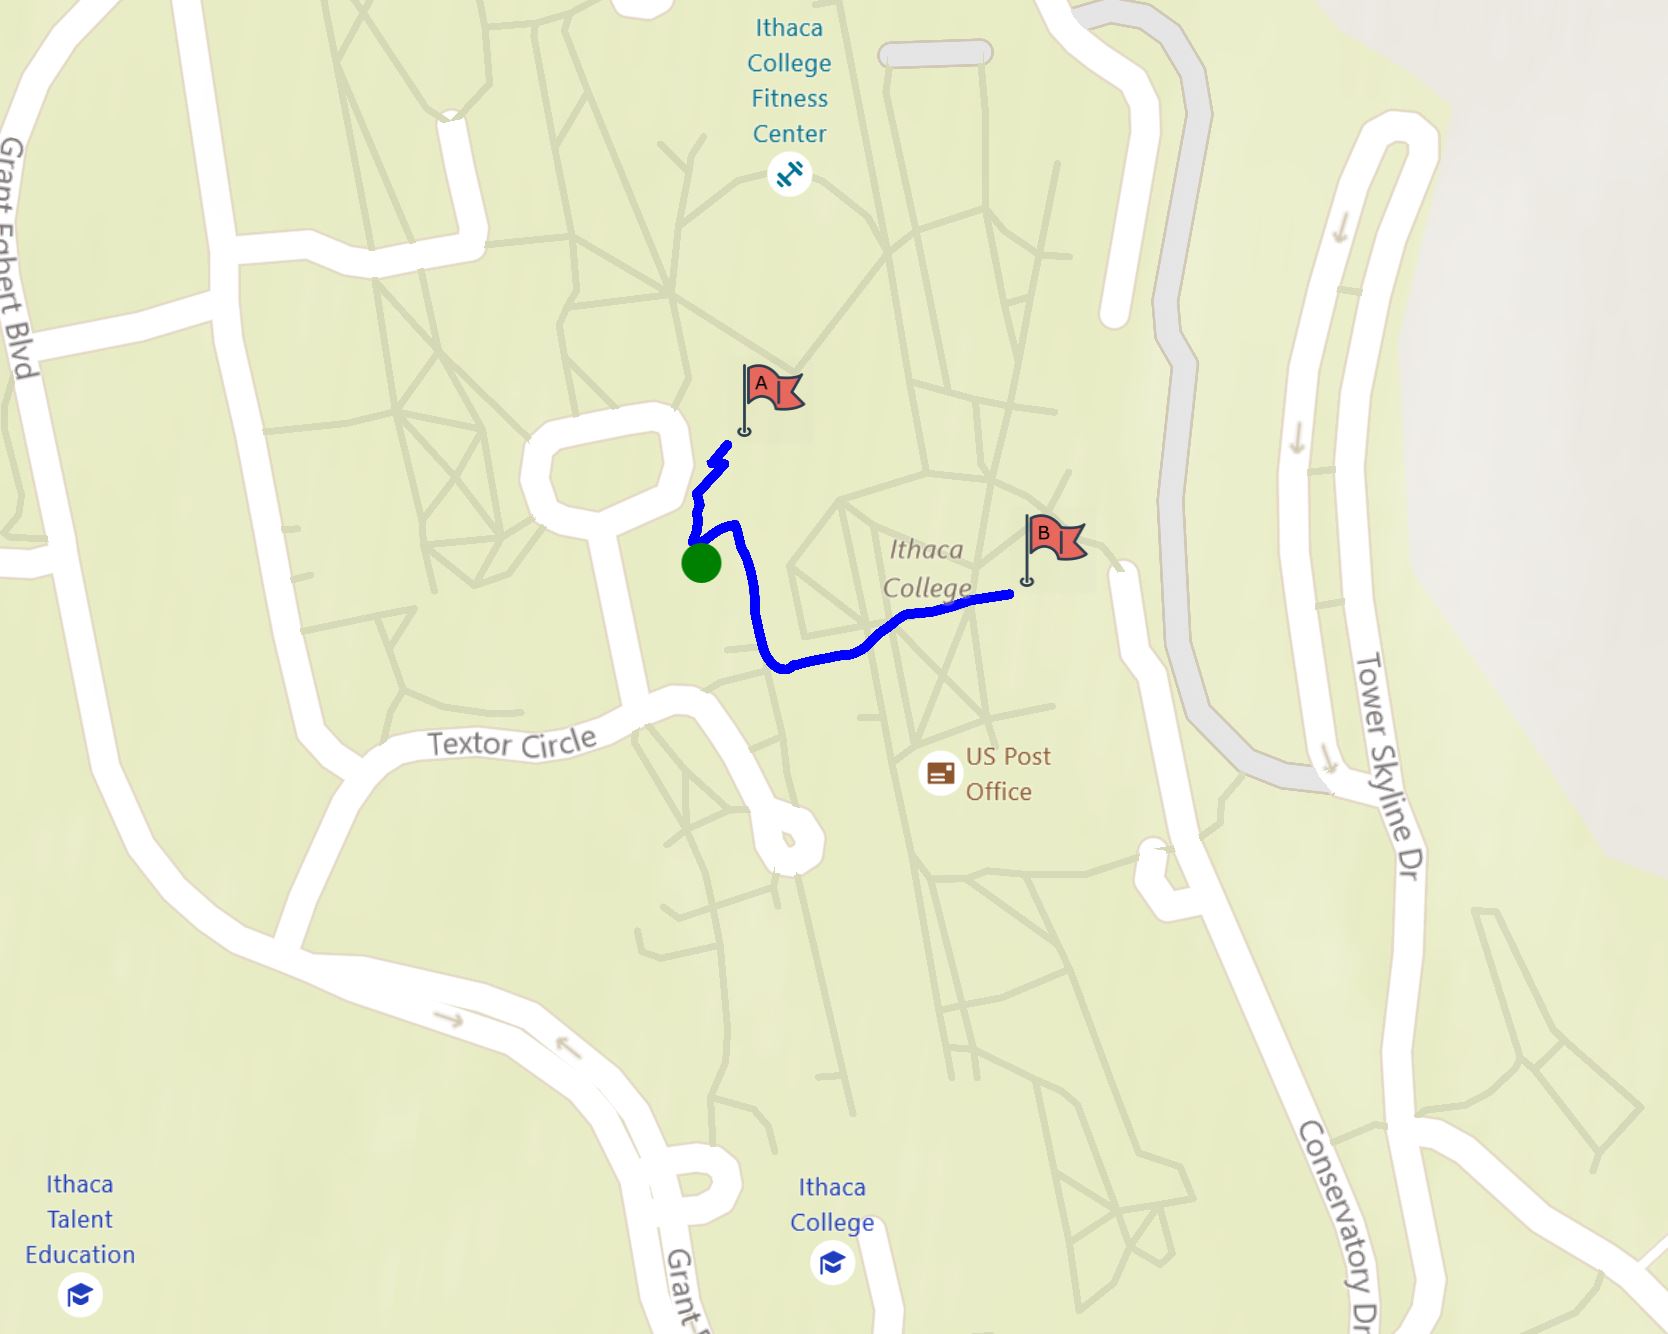 Ithaca
College
Fitness
Center
Grant Egbert Blvd
A
B
Ithaca
College
Textor Circle
US Post
Office
Tower Skyline Dr
Conservatory Dr
Ithaca
Talent
Education
Ithaca
College
Grant